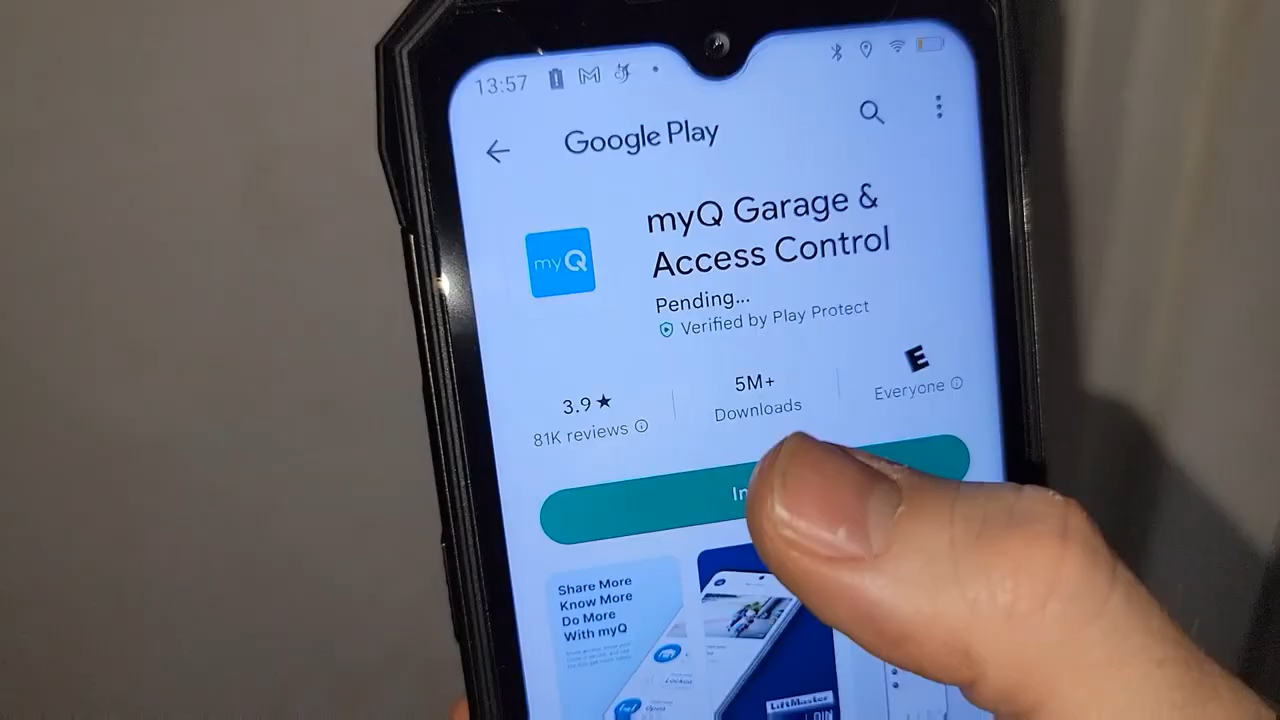 13:57
Google Play
myQ
myQ Garage &
Access Control
Pending...
Verified by Play Protect
3.9★
81K reviews
5M+
Downloads
E
Everyone
In
Share More
Know More
Do More
With myQ
LiftMaster